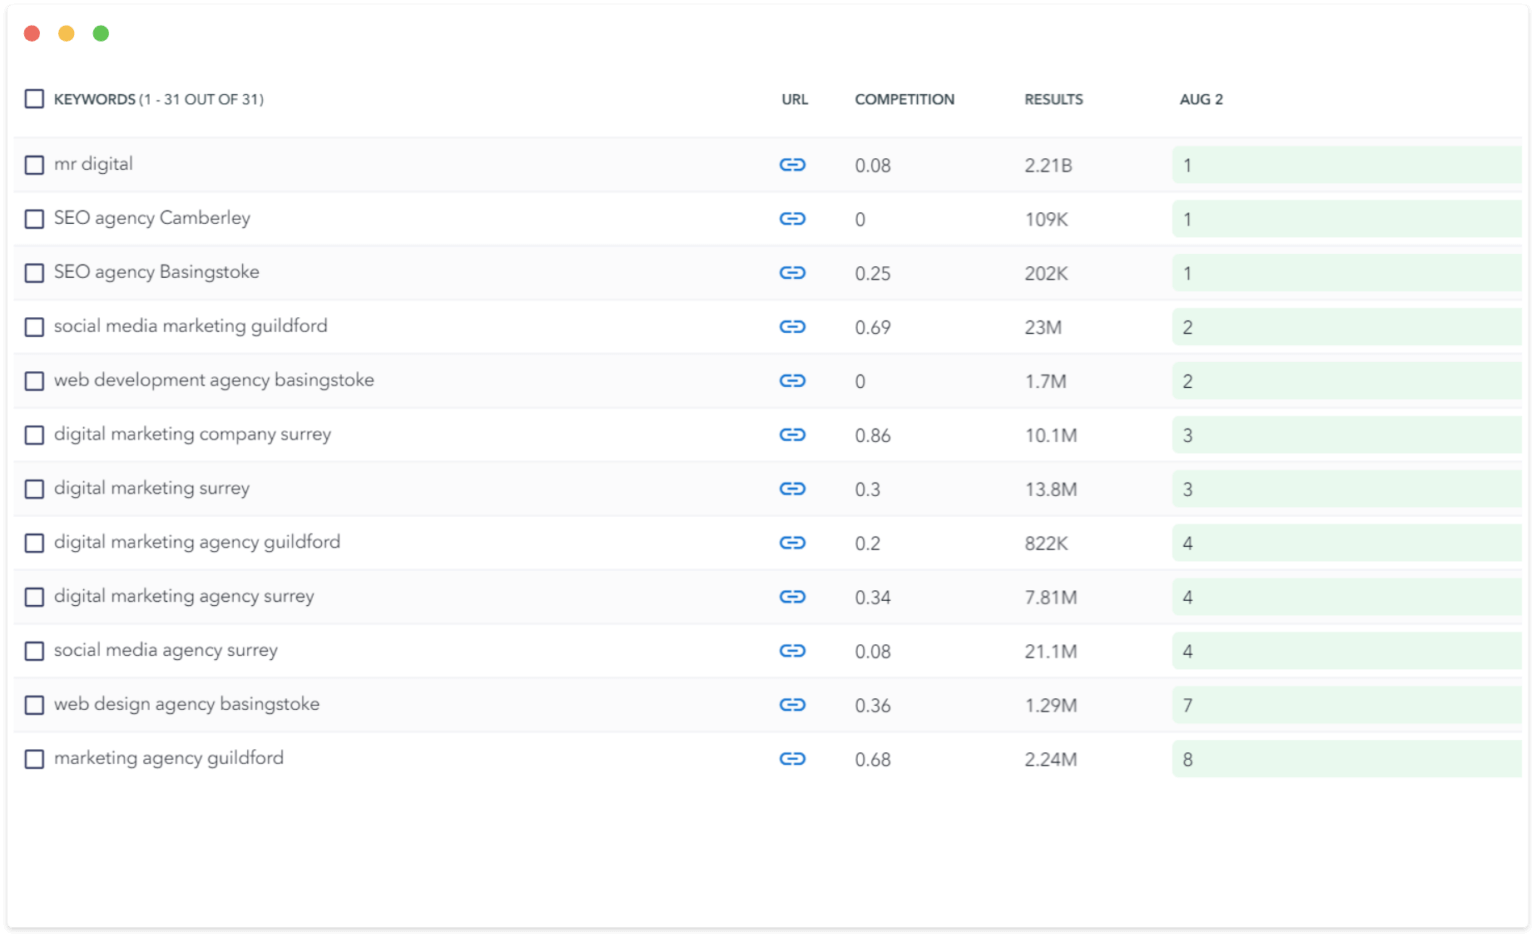 KEYWORDS (1 - 31 OUT OF 31) URL COMPETITION RESULTS AUG 2
mr digital 0.08 2.21B 1
SEO agency Camberley 0 109K 1
SEO agency Basingstoke 0.25 202K 1
social media marketing guildford 0.69 23M 2
web development agency basingstoke 0 1.7M 2
digital marketing company surrey 0.86 10.1M 3
digital marketing surrey 0.3 13.8M 3
digital marketing agency guildford 0.2 822K 4
digital marketing agency surrey 0.34 7.81M 4
social media agency surrey 0.08 21.1M 4
web design agency basingstoke 0.36 1.29M 7
marketing agency guildford 0.68 2.24M 8